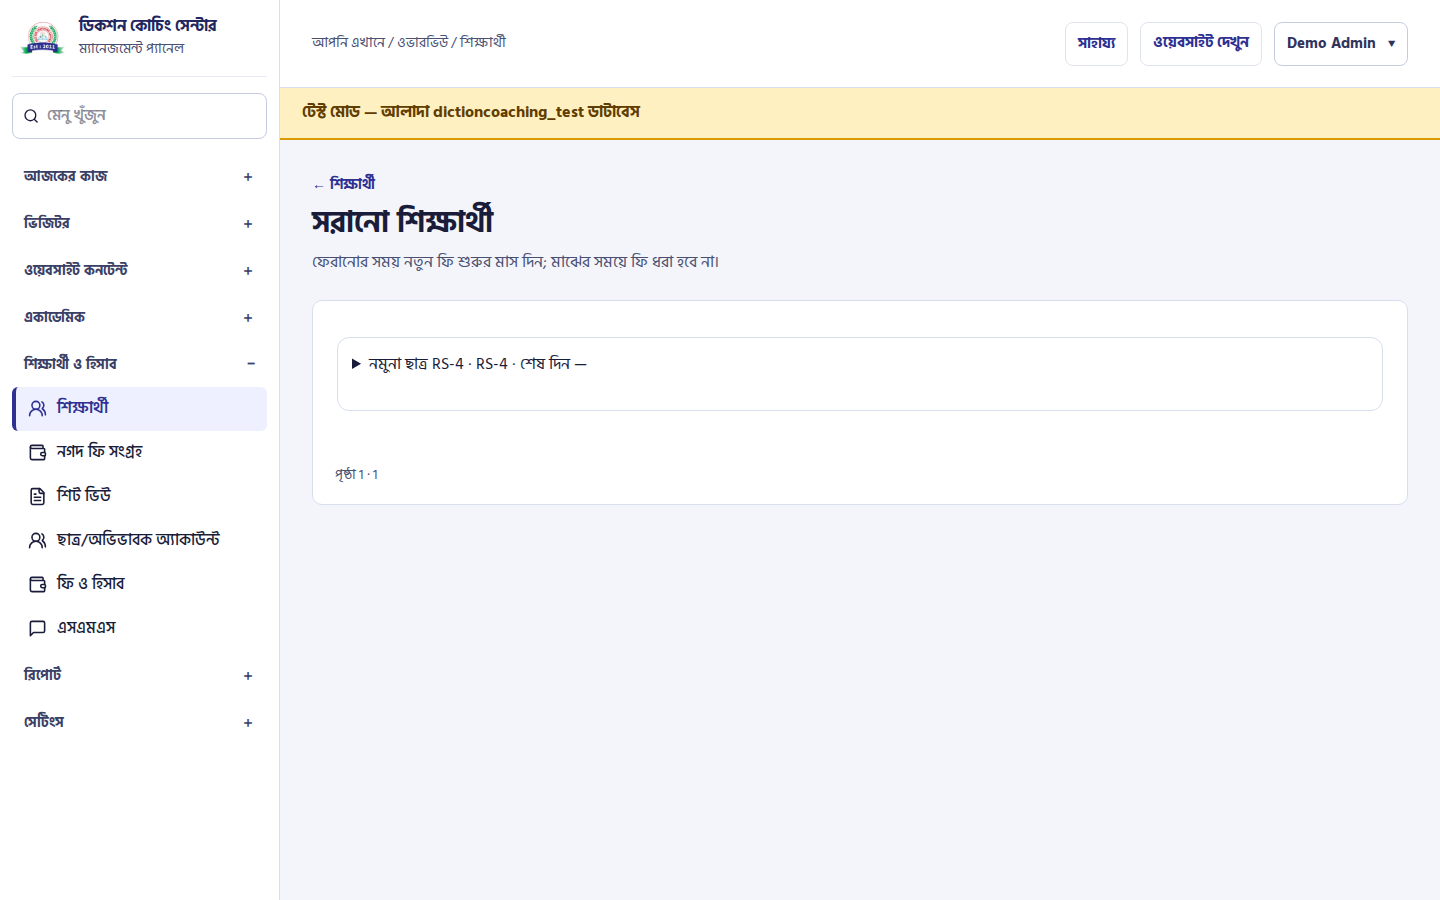 ডিকশন কোচিং সেন্টার
ম্যানেজমেন্ট প্যানেল
Est : 2011
মেনু খুঁজুন
আজকের কাজ +
ভিজিটর +
ওয়েবসাইট কনটেন্ট +
একাডেমিক +
শিক্ষার্থী ও হিসাব −
শিক্ষার্থী
নগদ ফি সংগ্রহ
শিট ভিউ
ছাত্র/অভিভাবক অ্যাকাউন্ট
ফি ও হিসাব
এসএমএস
রিপোর্ট +
সেটিংস +
আপনি এখানে / ওভারভিউ / শিক্ষার্থী
সাহায্য
ওয়েবসাইট দেখুন
Demo Admin ▾
টেস্ট মোড — আলাদা dictioncoaching_test ডাটাবেস
← শিক্ষার্থী
সরানো শিক্ষার্থী
ফেরানোর সময় নতুন ফি শুরুর মাস দিন; মাঝের সময়ে ফি ধরা হবে না।
▶ নমুনা ছাত্র RS-4 · RS-4 · শেষ দিন —
পৃষ্ঠা 1 · 1